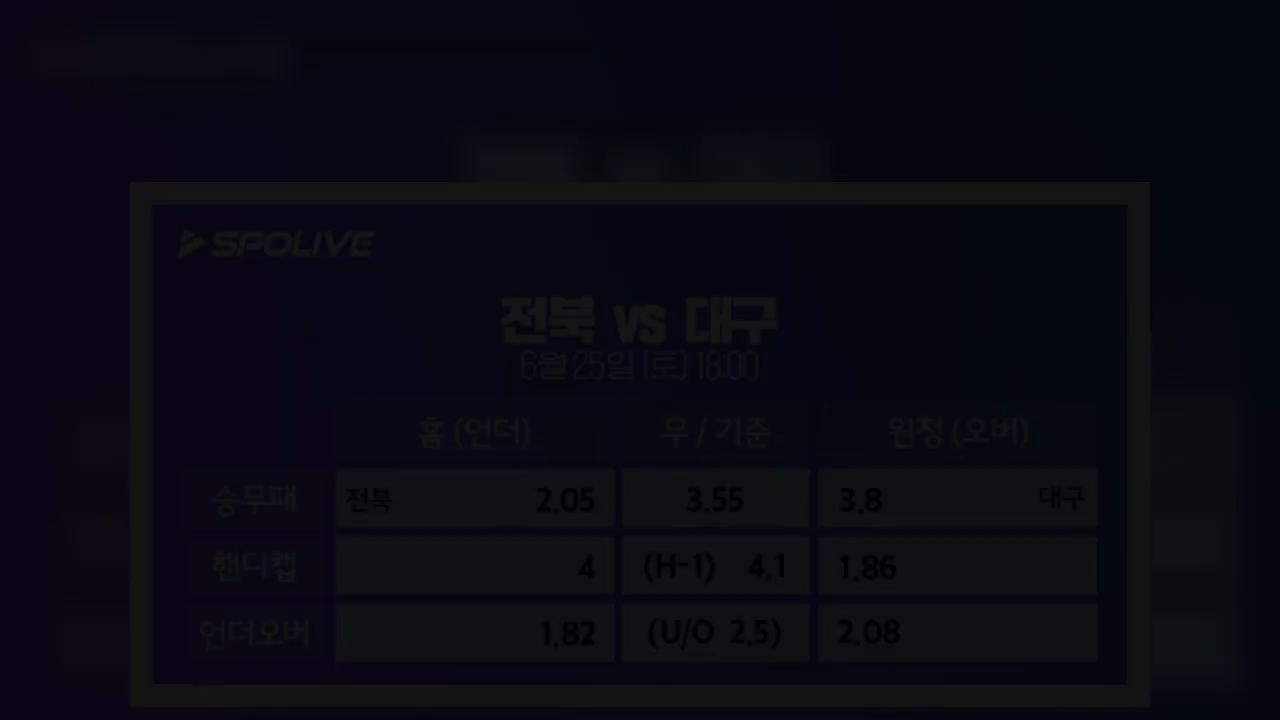 SPOLIVE
전북 vs 대구
6월 25일 (토) 18:00
홈 (언더) 무 / 기준 원정 (오버)
승무패 전북 2.05 3.55 3.8 대구
핸디캡 4 (H-1) 4.1 1.86
언더오버 1.82 (U/O 2.5) 2.08